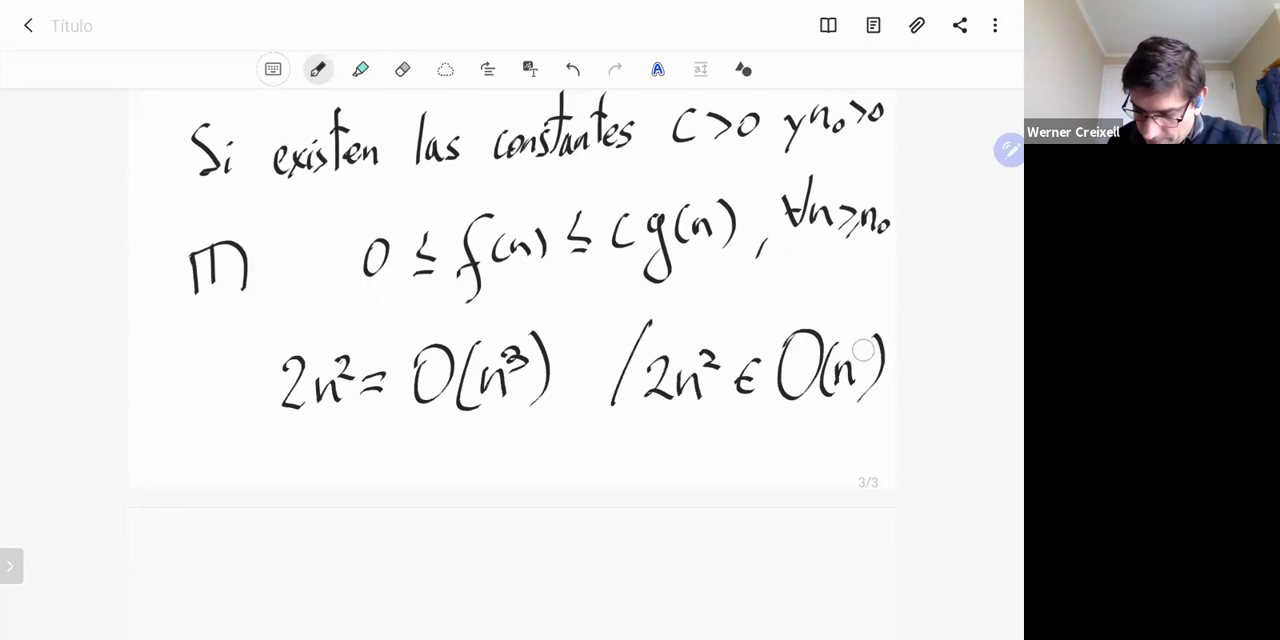 Título
Si existen las constantes C>0 y n₀>0
Werner Creixell
0 ≤ f(n) ≤ c g(n), ∀n≥n₀
2n² = O(n³) / 2n² ∈ O(n)
3/3